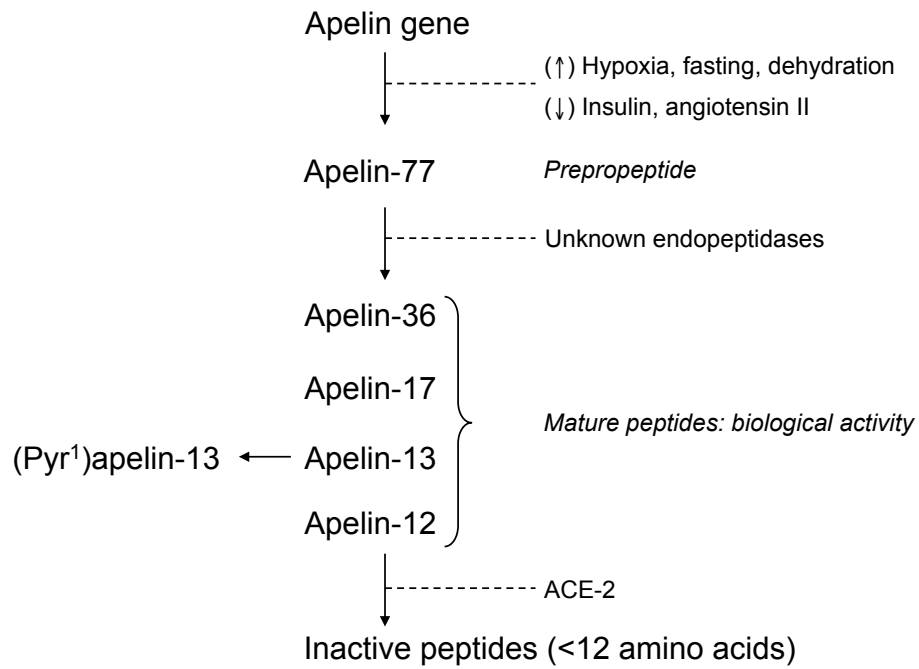 Apelin gene
(↑) Hypoxia, fasting, dehydration
(↓) Insulin, angiotensin II
Apelin-77
Prepropeptide
Unknown endopeptidases
Apelin-36
Apelin-17
Mature peptides: biological activity
(Pyr¹)apelin-13
Apelin-13
Apelin-12
ACE-2
Inactive peptides (<12 amino acids)